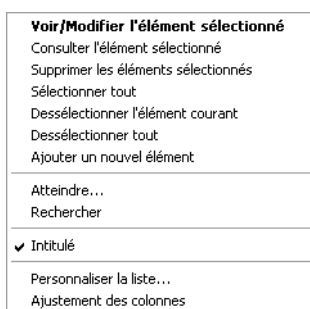 Voir/Modifier l'élément sélectionné
Consulter l'élément sélectionné
Supprimer les éléments sélectionnés
Sélectionner tout
Dessélectionner l'élément courant
Dessélectionner tout
Ajouter un nouvel élément
Atteindre...
Rechercher
✓ Intitulé
Personnaliser la liste...
Ajustement des colonnes